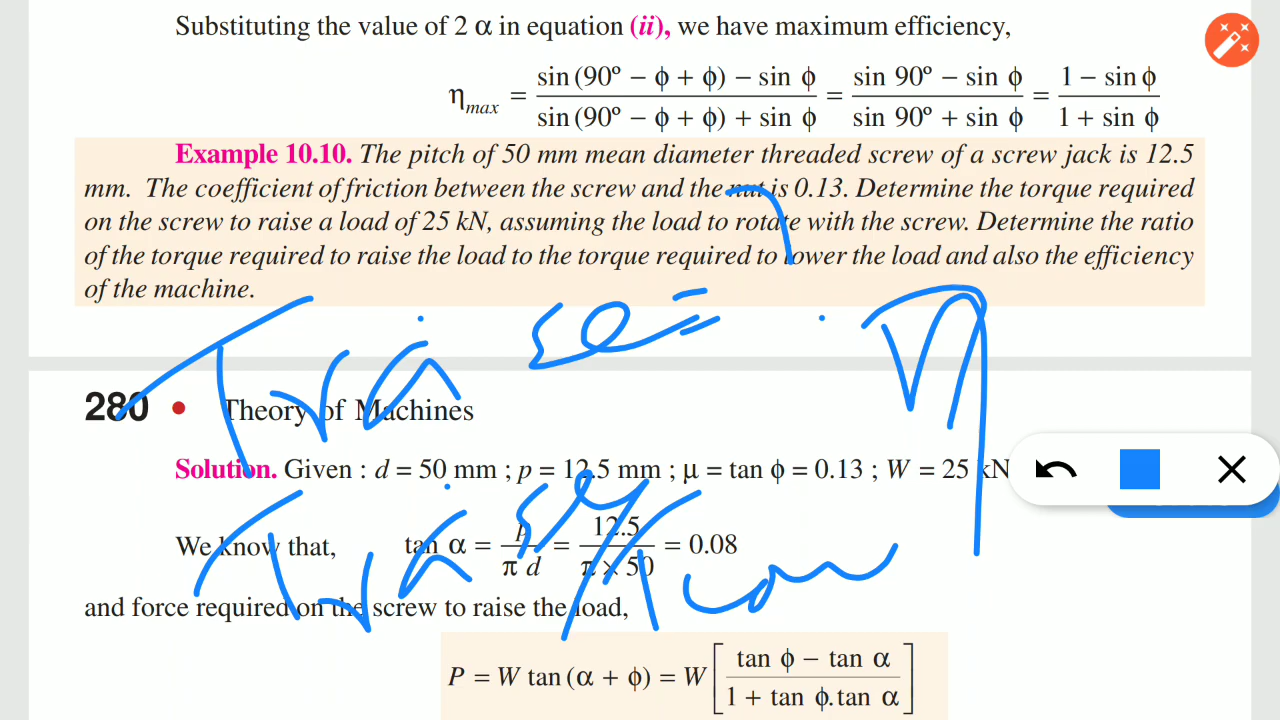 Substituting the value of 2 α in equation (ii), we have maximum efficiency,
η_max = sin (90º − ϕ + ϕ) − sin ϕ / sin (90º − ϕ + ϕ) + sin ϕ = sin 90º − sin ϕ / sin 90º + sin ϕ = 1 − sin ϕ / 1 + sin ϕ
Example 10.10. The pitch of 50 mm mean diameter threaded screw of a screw jack is 12.5
mm. The coefficient of friction between the screw and the nut is 0.13. Determine the torque required
on the screw to raise a load of 25 kN, assuming the load to rotate with the screw. Determine the ratio
of the torque required to raise the load to the torque required to lower the load and also the efficiency
of the machine.
280 • Theory of Machines
Solution. Given : d = 50 mm ; p = 12.5 mm ; μ = tan ϕ = 0.13 ; W = 25 kN
We know that, tan α = p / π d = 12.5 / π × 50 = 0.08
and force required on the screw to raise the load,
P = W tan (α + ϕ) = W [ tan ϕ − tan α / 1 + tan ϕ. tan α ]